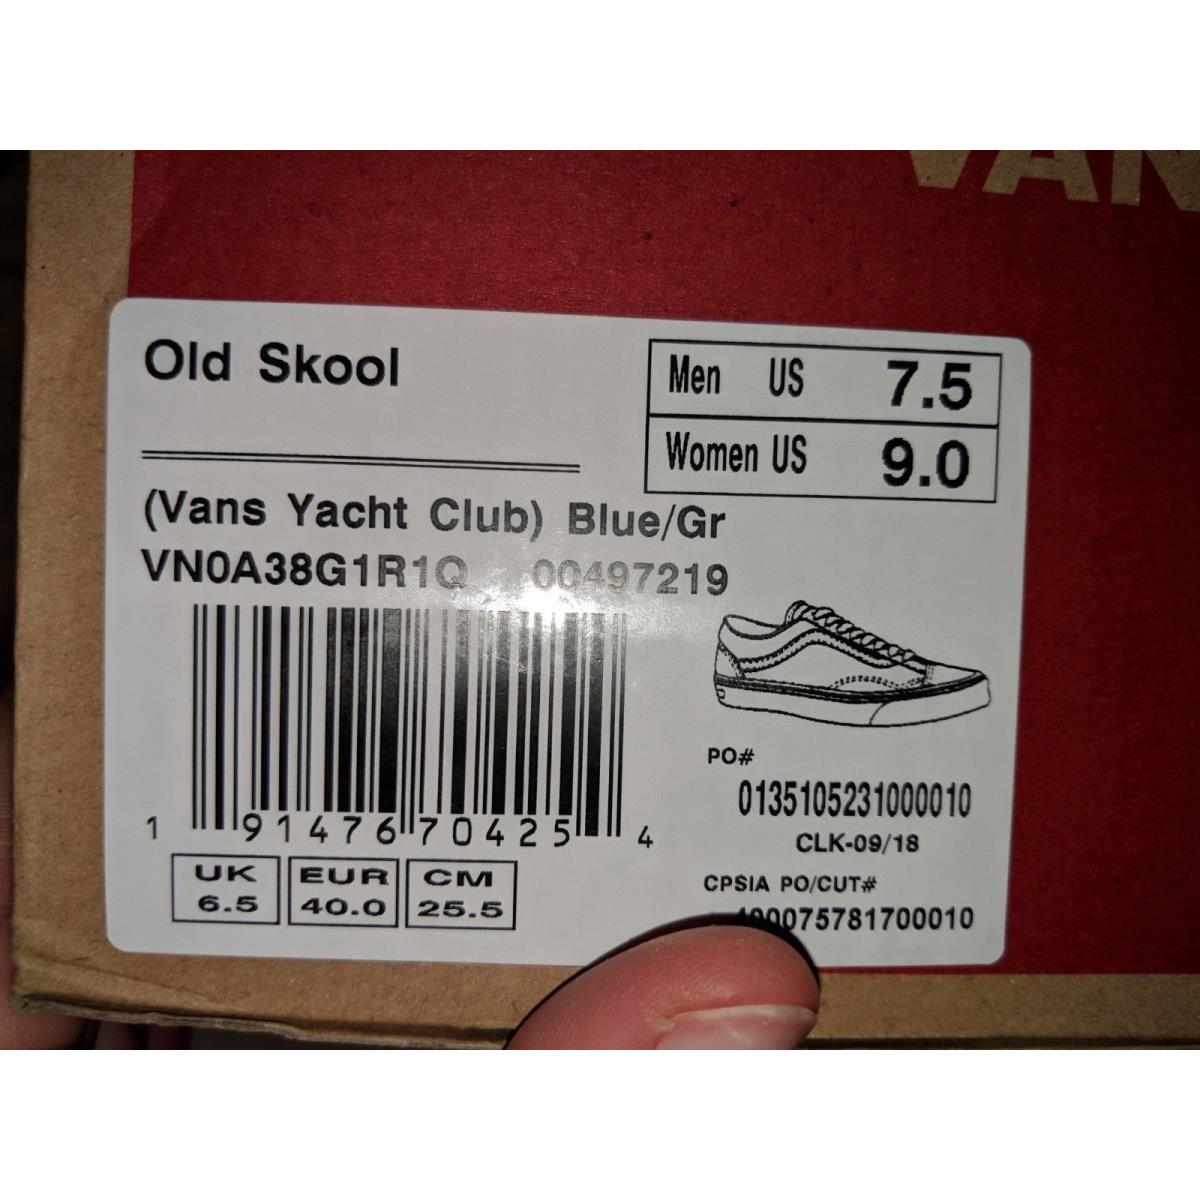 VAN
Old Skool
Men US 7.5
Women US 9.0
(Vans Yacht Club) Blue/Gr
VN0A38G1R1Q 00497219
1 91476 70425 4
UK
6.5
EUR
40.0
CM
25.5
PO#
0135105231000010
CLK-09/18
CPSIA PO/CUT#